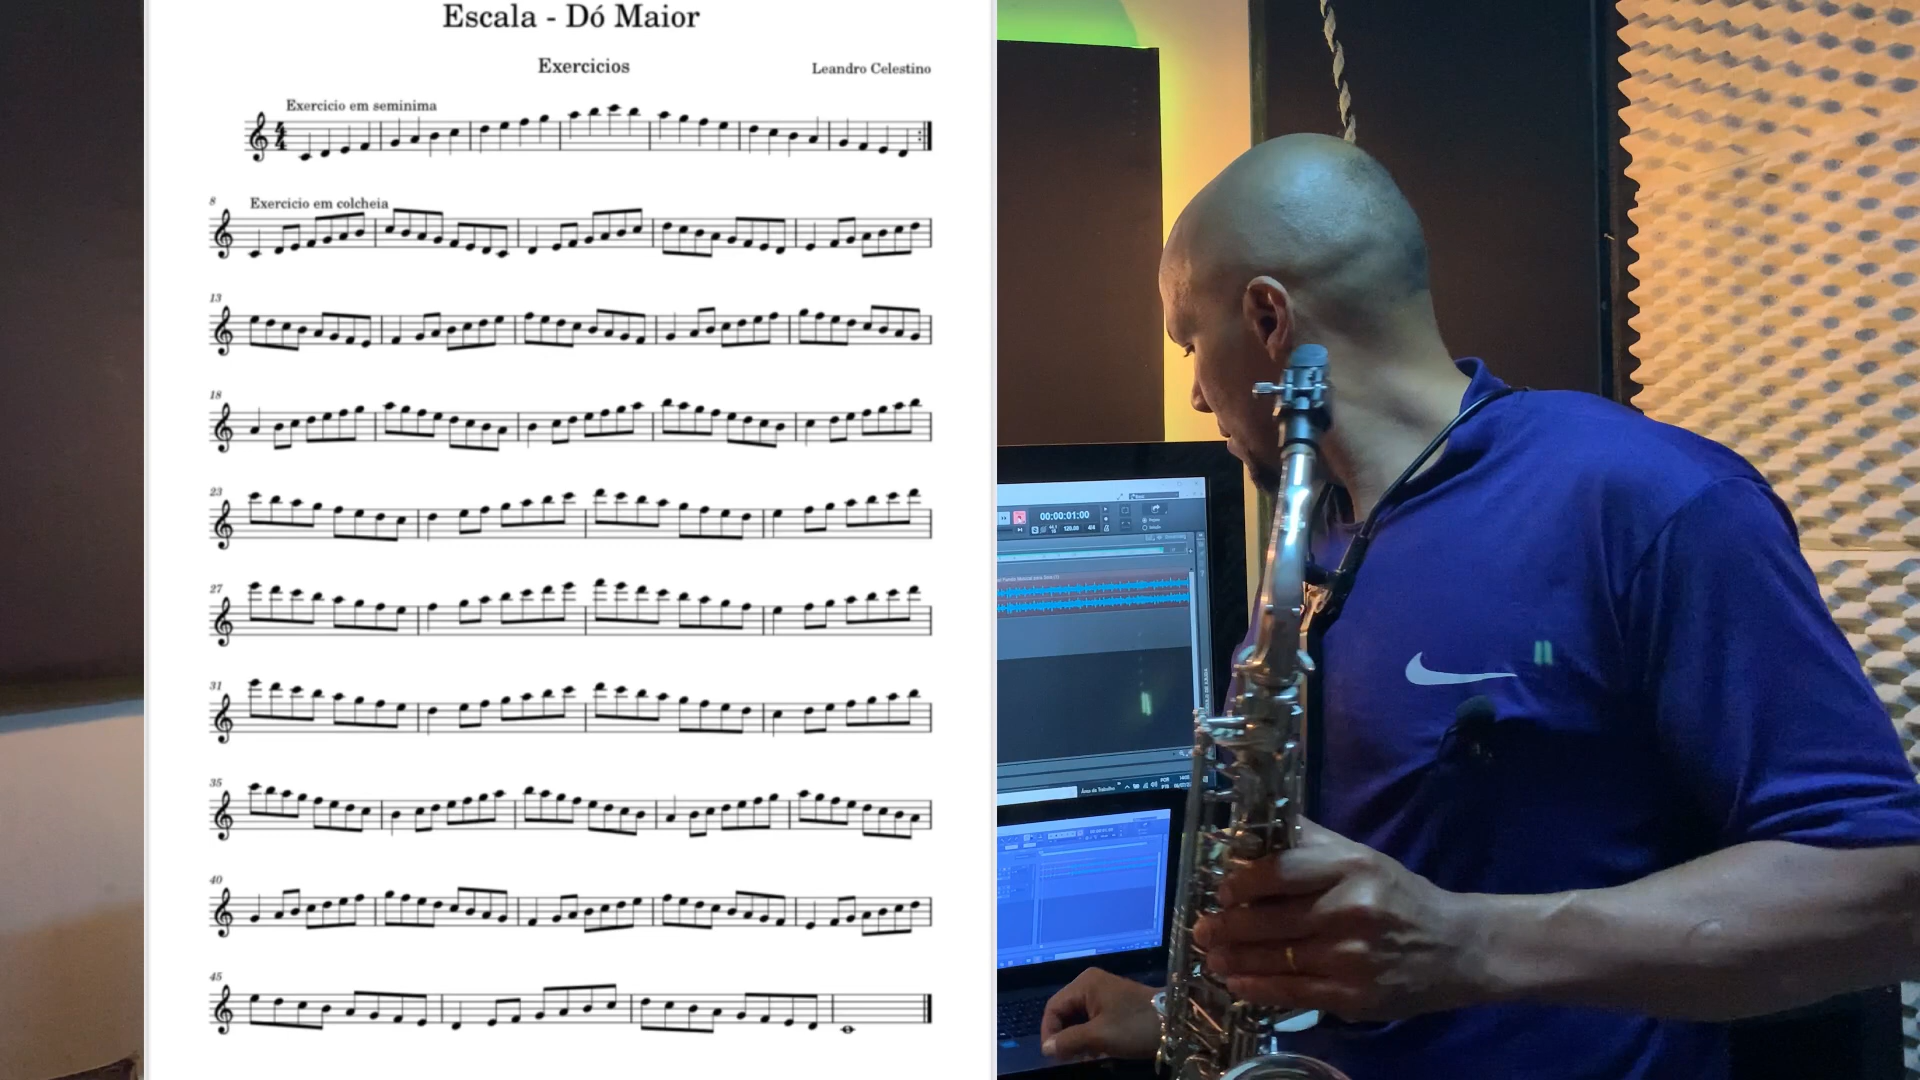 Escala - Dó Maior
Exercicios
Leandro Celestino
Exercicio em seminima
8
Exercicio em colcheia
13
18
23
27
31
35
40
45
00:00:01:00